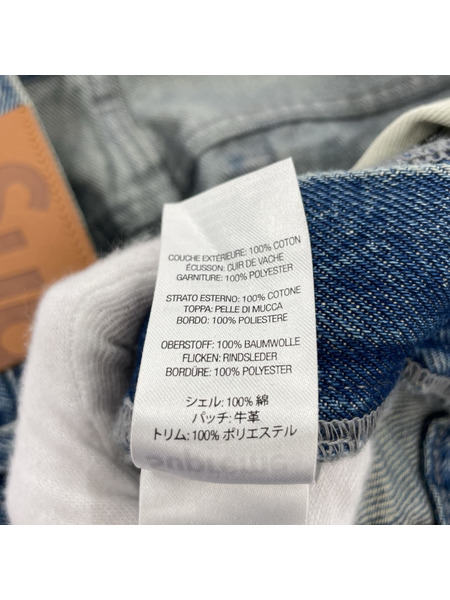 COUCHE EXTÉRIEURE: 100% COTON
ÉCUSSON: CUIR DE VACHE
GARNITURE: 100% POLYESTER
STRATO ESTERNO: 100% COTONE
TOPPA: PELLE DI MUCCA
BORDO: 100% POLIESTERE
OBERSTOFF: 100% BAUMWOLLE
FLICKEN: RINDSLEDER
BORDÜRE: 100% POLYESTER
シェル: 100% 綿
パッチ: 牛革
トリム: 100% ポリエステル